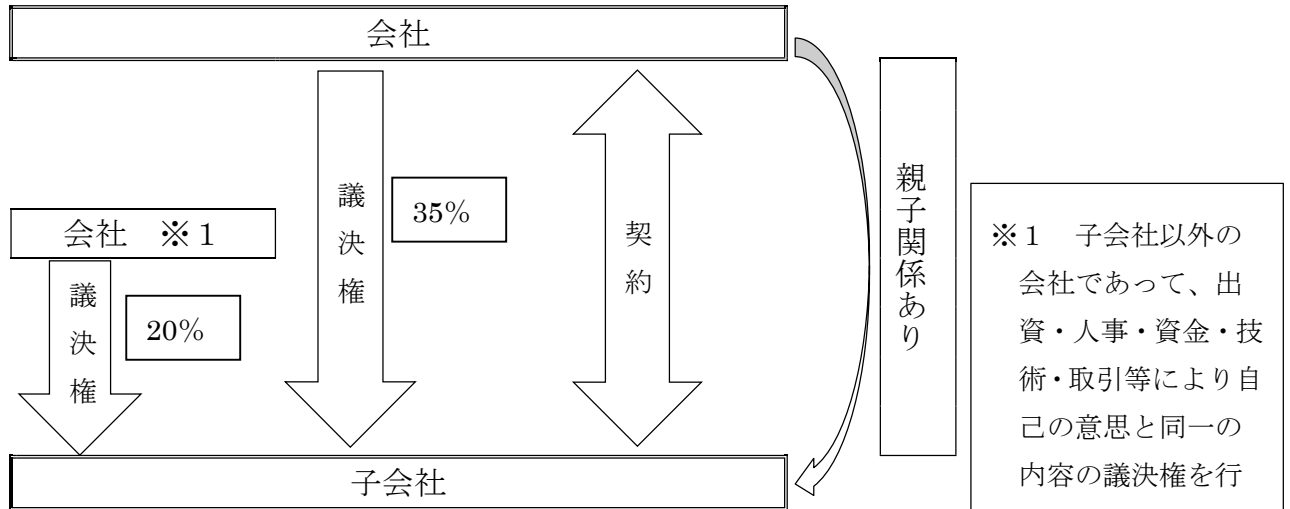 会社
議決権
35%
契約
親子関係あり
会社 ※1
議決権
20%
子会社
※1 子会社以外の
会社であって、出
資・人事・資金・技
術・取引等により自
己の意思と同一の
内容の議決権を行